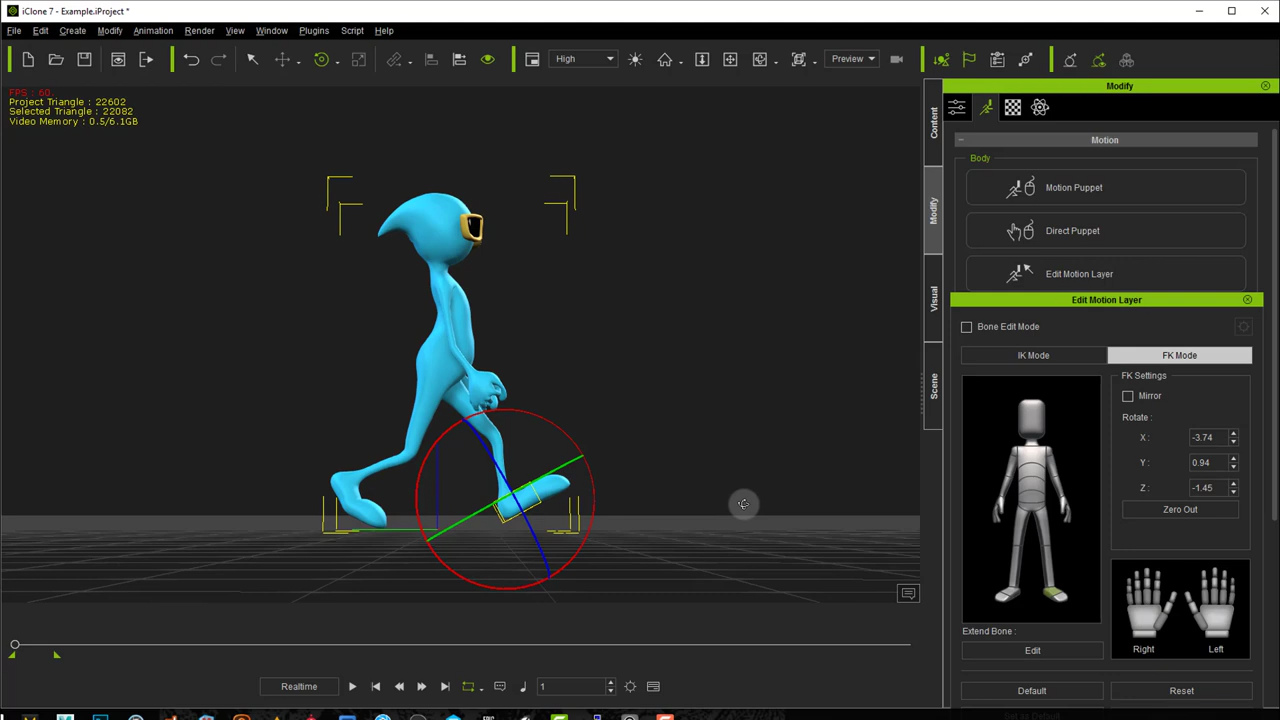 iClone 7 - Example.iProject *
File Edit Create Modify Animation Render View Window Plugins Script Help
High Preview
FPS : 60.
Project Triangle : 22602
Selected Triangle : 22082
Video Memory : 0.5/6.1GB
Content
Modify
Visual
Scene
Modify
Motion
Body
Motion Puppet
Direct Puppet
Edit Motion Layer
Edit Motion Layer
Bone Edit Mode
IK Mode FK Mode
FK Settings
Mirror
Rotate :
X : -3.74
Y : 0.94
Z : -1.45
Zero Out
Extend Bone :
Edit
Right Left
Default Reset
Realtime 1